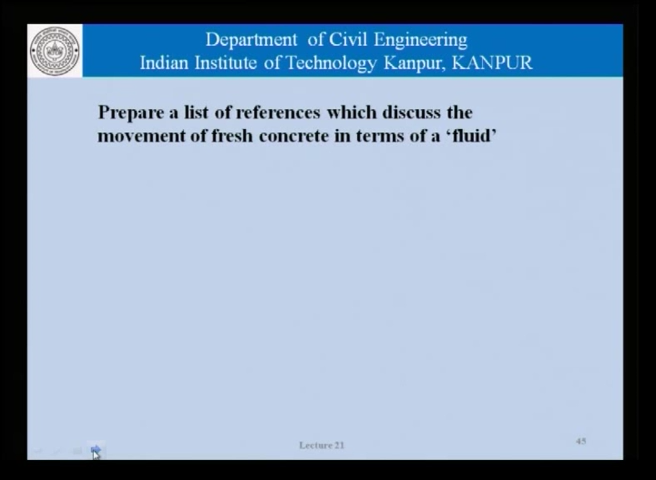 Department of Civil Engineering
Indian Institute of Technology Kanpur, KANPUR
Prepare a list of references which discuss the
movement of fresh concrete in terms of a ‘fluid’
Lecture 21
45